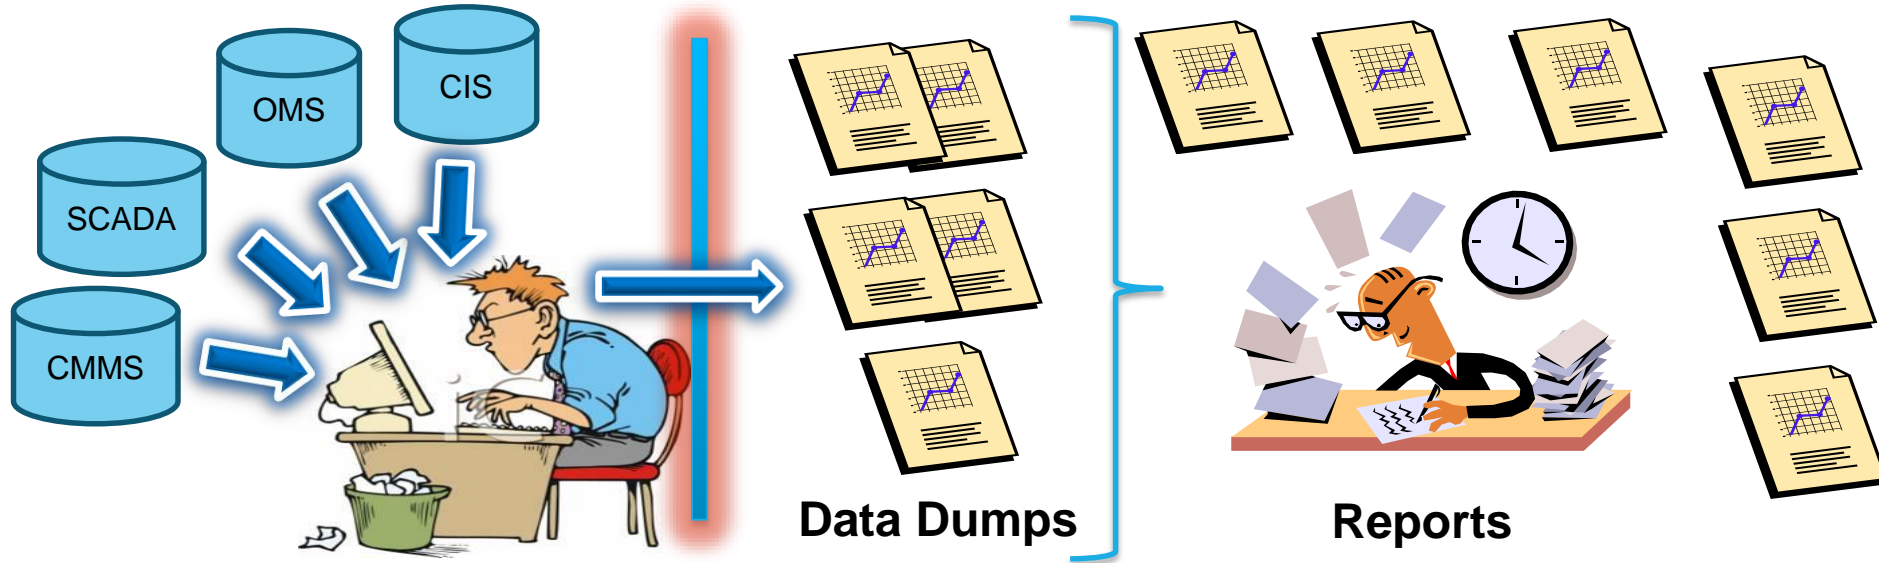 CIS
OMS
SCADA
CMMS
Data Dumps
Reports